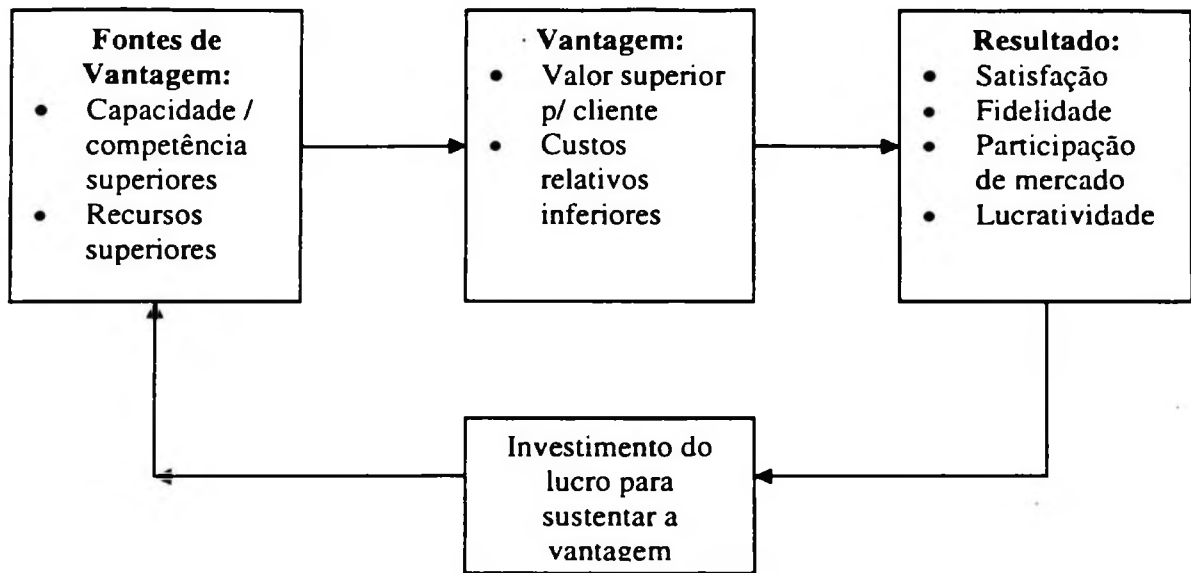 Fontes de
Vantagem:
• Capacidade /
competência
superiores
• Recursos
superiores
Vantagem:
• Valor superior
p/ cliente
• Custos
relativos
inferiores
Resultado:
• Satisfação
• Fidelidade
• Participação
de mercado
• Lucratividade
Investimento do
lucro para
sustentar a
vantagem